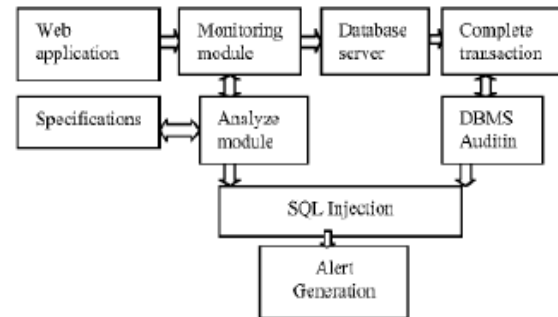 Web
application
Monitoring
module
Database
server
Complete
transaction
Specifications
Analyze
module
DBMS
Auditin
SQL Injection
Alert
Generation